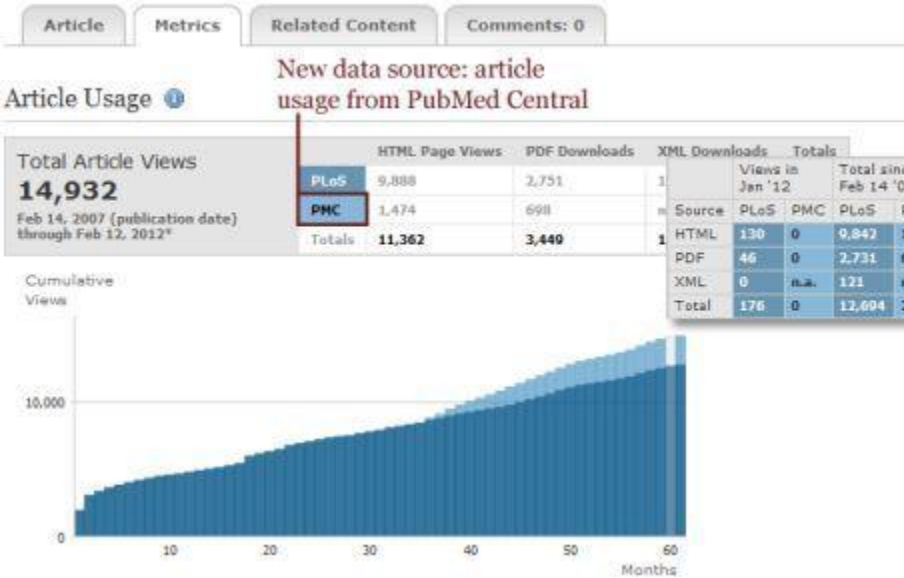 Article Metrics Related Content Comments: 0
New data source: article
usage from PubMed Central
Article Usage
Total Article Views
14,932
Feb 14, 2007 (publication date)
through Feb 12, 2012*
HTML Page Views PDF Downloads XML Downloads Totals
PLoS 9,888 2,751 1
PMC 1,474 698 n
Totals 11,362 3,449 1
Views in Total sin
Jan '12 Feb 14 '0
Source PLoS PMC PLoS
HTML 130 0 9,842
PDF 46 0 2,731
XML 0 n.a. 121
Total 176 0 12,694
Cumulative
Views
10,000
0
10 20 30 40 50 60
Months